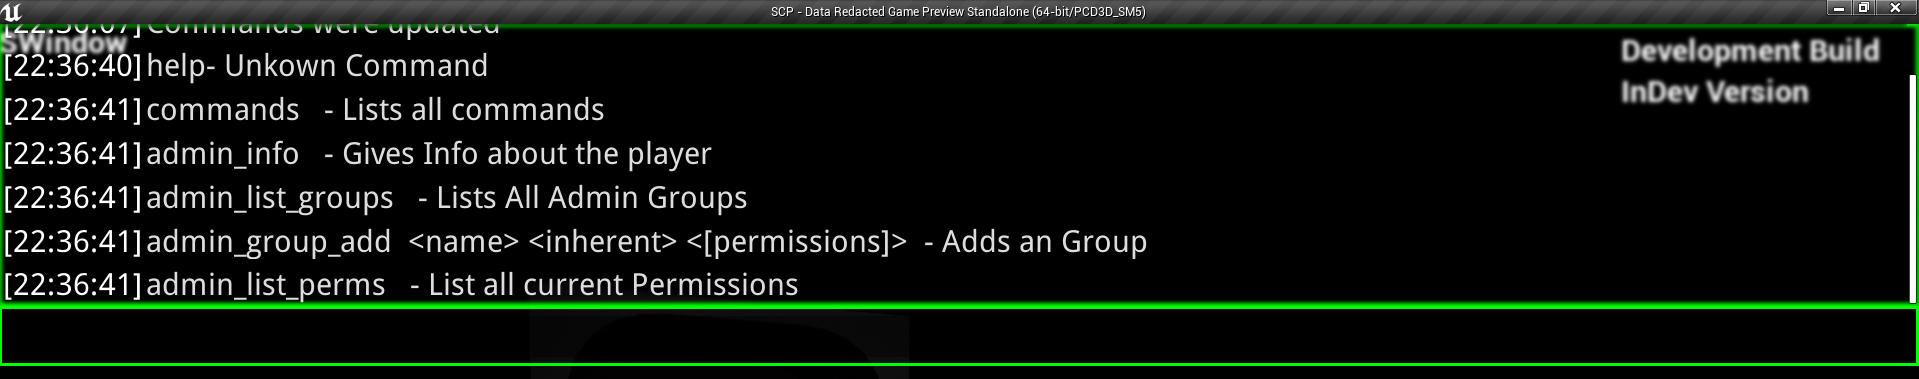 SCP - Data Redacted Game Preview Standalone (64-bit/PCD3D_SM5)
[22:36:07] Commands were updated
SWindow
Development Build
[22:36:40] help- Unkown Command
InDev Version
[22:36:41] commands - Lists all commands
[22:36:41] admin_info - Gives Info about the player
[22:36:41] admin_list_groups - Lists All Admin Groups
[22:36:41] admin_group_add <name> <inherent> <[permissions]> - Adds an Group
[22:36:41] admin_list_perms - List all current Permissions